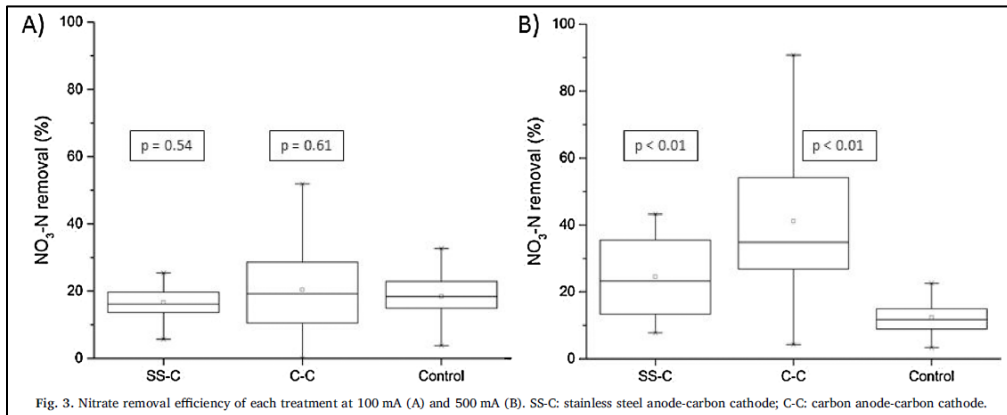 A)
100
80
60
40
20
0
NO3-N removal (%)
p = 0.54
p = 0.61
SS-C
C-C
Control
B)
100
80
60
40
20
0
NO3-N removal (%)
p < 0.01
p < 0.01
SS-C
C-C
Control
Fig. 3. Nitrate removal efficiency of each treatment at 100 mA (A) and 500 mA (B). SS-C: stainless steel anode-carbon cathode; C-C: carbon anode-carbon cathode.